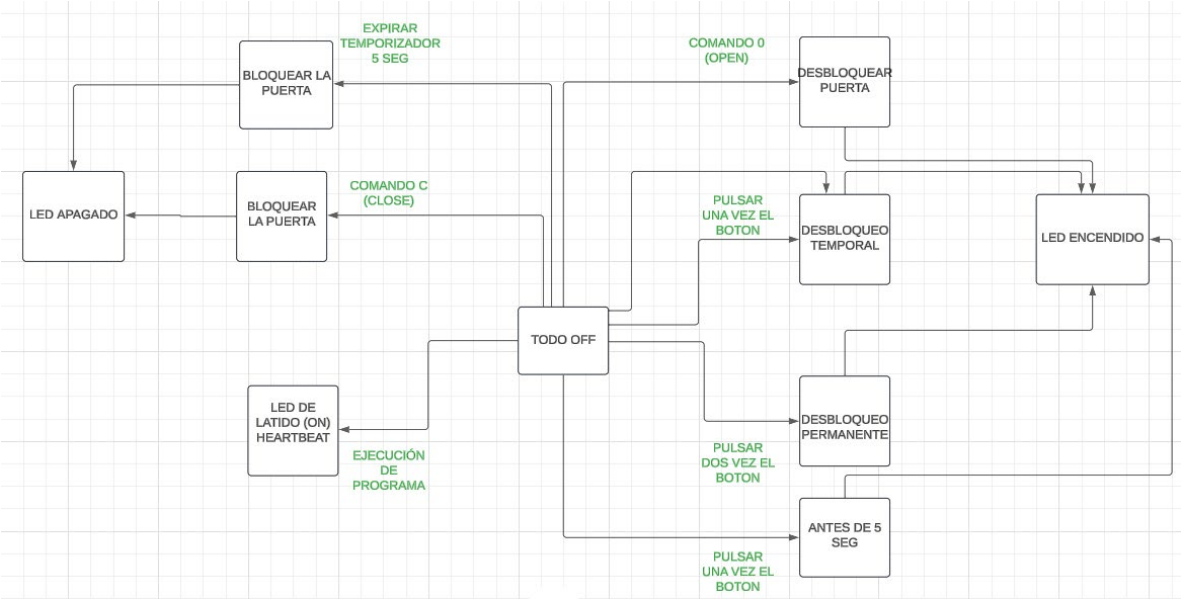 EXPIRAR
TEMPORIZADOR
5 SEG
BLOQUEAR LA
PUERTA
COMANDO 0
(OPEN)
DESBLOQUEAR
PUERTA
LED APAGADO
BLOQUEAR
LA PUERTA
COMANDO C
(CLOSE)
PULSAR
UNA VEZ EL
BOTON
DESBLOQUEO
TEMPORAL
LED ENCENDIDO
TODO OFF
LED DE
LATIDO (ON)
HEARTBEAT
EJECUCIÓN
DE
PROGRAMA
DESBLOQUEO
PERMANENTE
PULSAR
DOS VEZ EL
BOTON
ANTES DE 5
SEG
PULSAR
UNA VEZ EL
BOTON